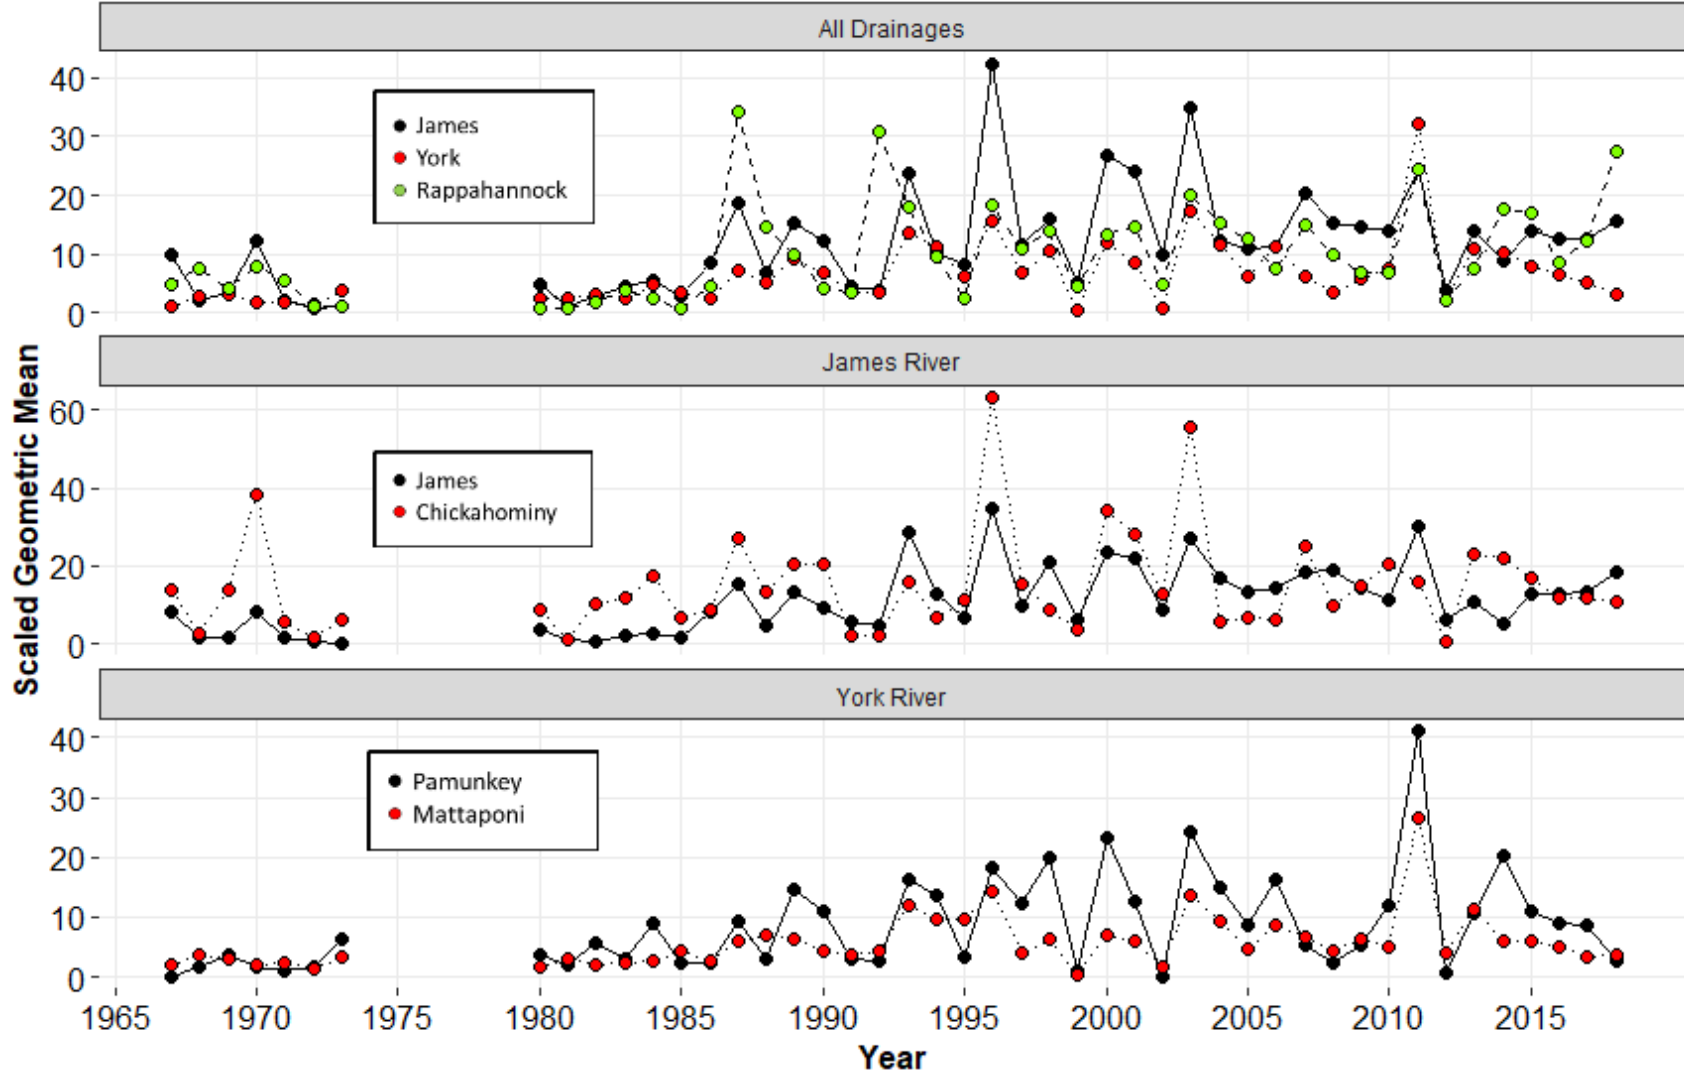 All Drainages
40
30
20
10
0
James
York
Rappahannock
James River
60
40
20
0
James
Chickahominy
Scaled Geometric Mean
York River
40
30
20
10
0
Pamunkey
Mattaponi
1965 1970 1975 1980 1985 1990 1995 2000 2005 2010 2015
Year